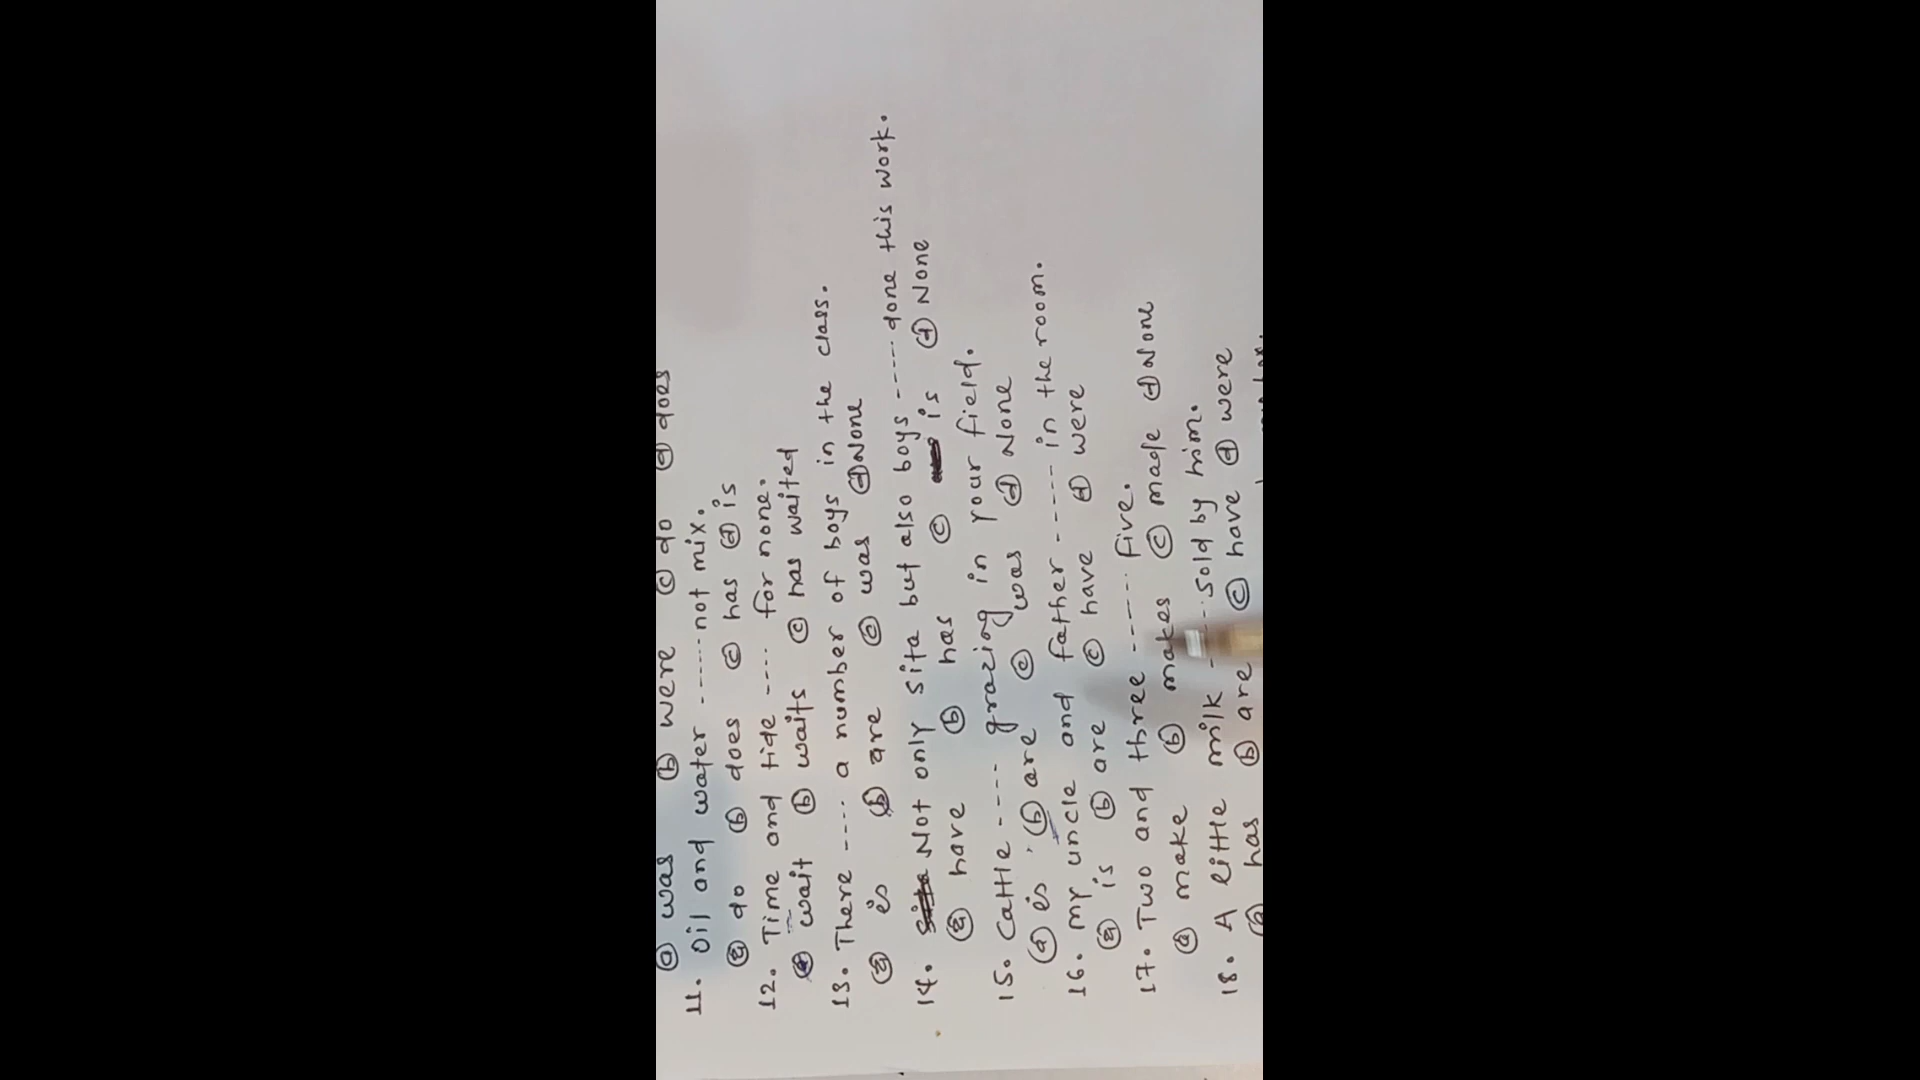 ⓐ was ⓑ were ⓒ do ⓓ does
11. Oil and water ------ not mix.
ⓐ do ⓑ does ⓒ has ⓓ is
12. Time and tide ---- for none.
ⓐ wait ⓑ waits ⓒ has waited
13. There ---- a number of boys in the class.
ⓐ is ⓑ are ⓒ was ⓓ None
14. Not only sita but also boys ----- done this work.
ⓐ have ⓑ has ⓒ is ⓓ None
15. Cattle ---- grazing in your field.
ⓐ is ⓑ are ⓒ was ⓓ None
16. My uncle and father ----- in the room.
ⓐ is ⓑ are ⓒ have ⓓ were
17. Two and three ------ five.
ⓐ make ⓑ makes ⓒ made ⓓ None
18. A little milk ------ sold by him.
ⓐ has ⓑ are ⓒ have ⓓ were